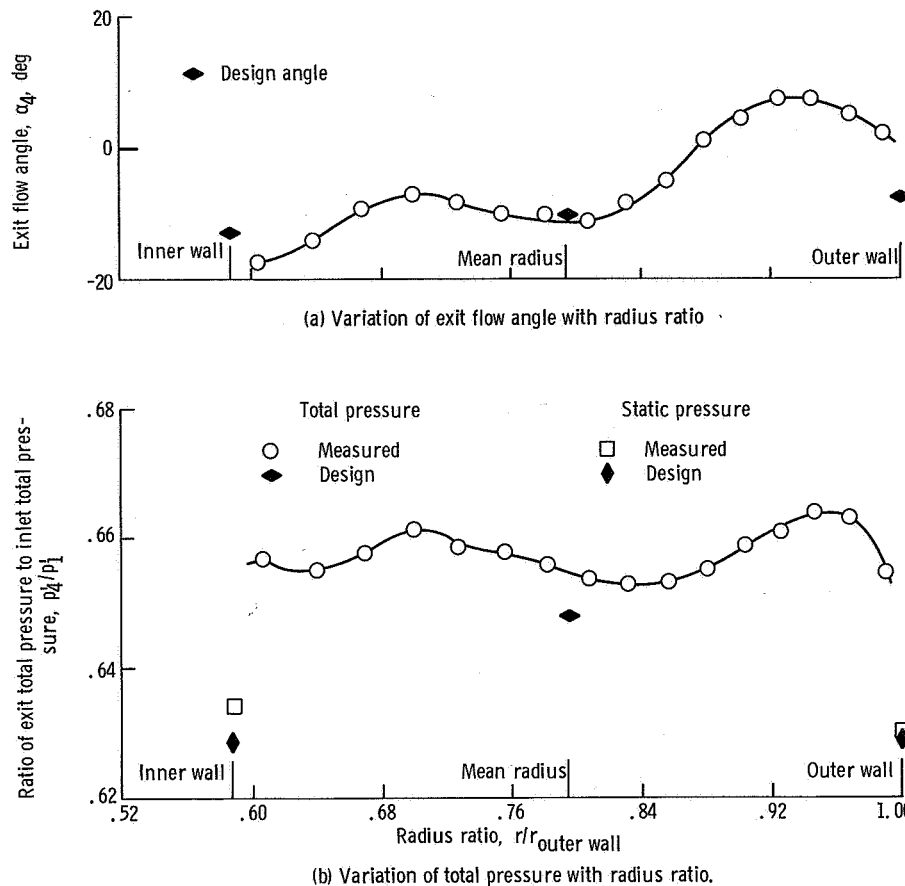 20
Design angle
0
Exit flow angle, α4, deg
Inner wall
Mean radius
Outer wall
-20
(a) Variation of exit flow angle with radius ratio
.68
Total pressure
Static pressure
Measured
Measured
Design
Design
.66
.64
Ratio of exit total pressure to inlet total pres-
sure, p'4/p'1
Inner wall
Mean radius
Outer wall
.62
.52
.60
.68
.76
.84
.92
1.00
Radius ratio, r/router wall
(b) Variation of total pressure with radius ratio.